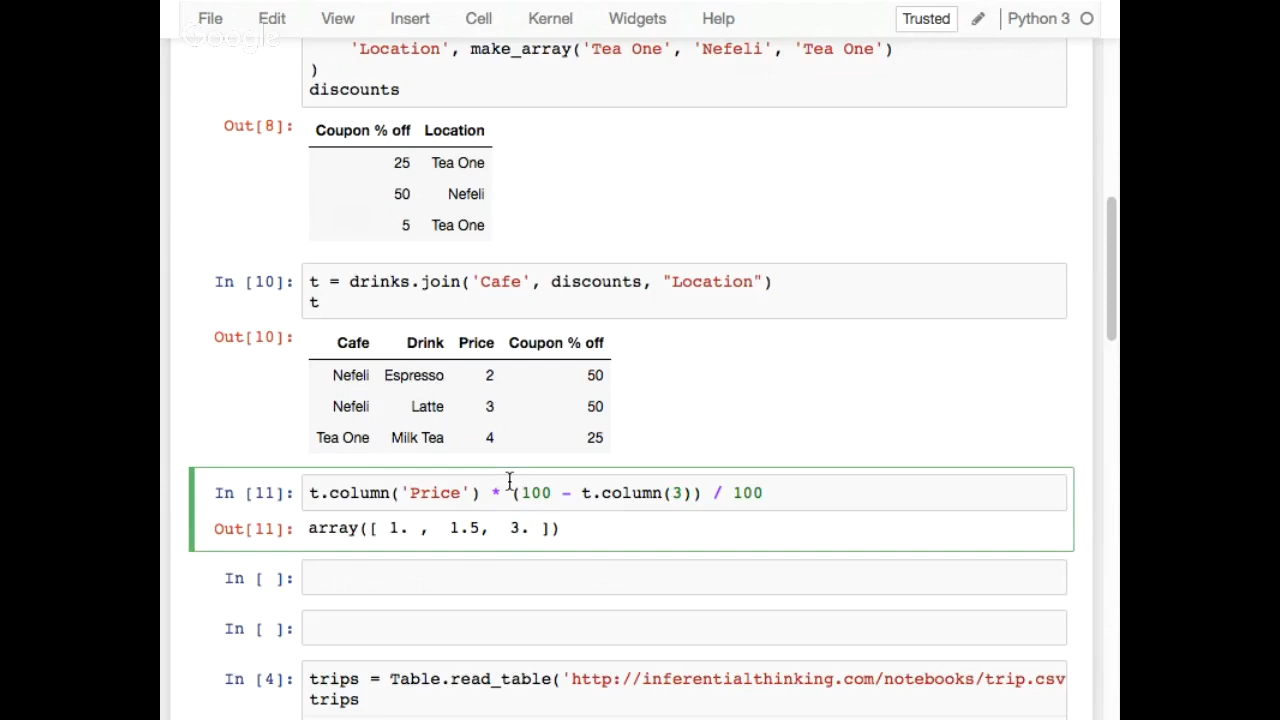 File Edit View Insert Cell Kernel Widgets Help Trusted Python 3
Google
'Location', make_array('Tea One', 'Nefeli', 'Tea One')
)
discounts
Out[8]:
Coupon % off Location
25 Tea One
50 Nefeli
5 Tea One
In [10]: t = drinks.join('Cafe', discounts, "Location")
t
Out[10]:
Cafe Drink Price Coupon % off
Nefeli Espresso 2 50
Nefeli Latte 3 50
Tea One Milk Tea 4 25
In [11]: t.column('Price') * (100 - t.column(3)) / 100
Out[11]: array([ 1. , 1.5, 3. ])
In [ ]:
In [ ]:
In [4]: trips = Table.read_table('http://inferentialthinking.com/notebooks/trip.csv
trips